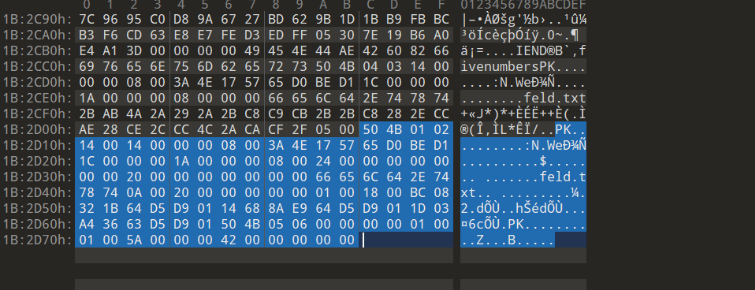 0 1 2 3 4 5 6 7 8 9 A B C D E F 0123456789ABCDEF
1B:2C90h: 7C 96 95 C0 D8 9A 67 27 BD 62 9B 1D 1B B9 FB BC |–•ÀØšg'½b›..¹û¼
1B:2CA0h: B3 F6 CD 63 E8 E7 FE D3 ED FF 05 30 7E 19 B6 A0 ³öÍcèçþÓíÿ.0~.¶
1B:2CB0h: E4 A1 3D 00 00 00 00 49 45 4E 44 AE 42 60 82 66 ä¡=....IEND®B`‚f
1B:2CC0h: 69 76 65 6E 75 6D 62 65 72 73 50 4B 04 03 14 00 ivenumbersPK....
1B:2CD0h: 00 00 08 00 3A 4E 17 57 65 D0 BE D1 1C 00 00 00 ....:N.WeÐ¾Ñ....
1B:2CE0h: 1A 00 00 00 08 00 00 00 66 65 6C 64 2E 74 78 74 ........feld.txt
1B:2CF0h: 2B AB 4A 2A 29 2A 2B C8 C9 CB 2B 2B C8 28 2E CC +«J*)*+ÈÉË++È(.Ì
1B:2D00h: AE 28 CE 2C CC 4C 2A CA CF 2F 05 00 50 4B 01 02 ®(Î,ÌL*ÊÏ/..PK..
1B:2D10h: 14 00 14 00 00 00 08 00 3A 4E 17 57 65 D0 BE D1 ........:N.WeÐ¾Ñ
1B:2D20h: 1C 00 00 00 1A 00 00 00 08 00 24 00 00 00 00 00 ..........$.....
1B:2D30h: 00 00 20 00 00 00 00 00 00 00 66 65 6C 64 2E 74 .. .......feld.t
1B:2D40h: 78 74 0A 00 20 00 00 00 00 00 01 00 18 00 BC 08 xt.. .........¼.
1B:2D50h: 32 1B 64 D5 D9 01 14 68 8A E9 64 D5 D9 01 1D 03 2.dÕÙ..hŠédÕÙ...
1B:2D60h: A4 36 63 D5 D9 01 50 4B 05 06 00 00 00 00 01 00 ¤6cÕÙ.PK........
1B:2D70h: 01 00 5A 00 00 00 42 00 00 00 00 00 ..Z...B.....